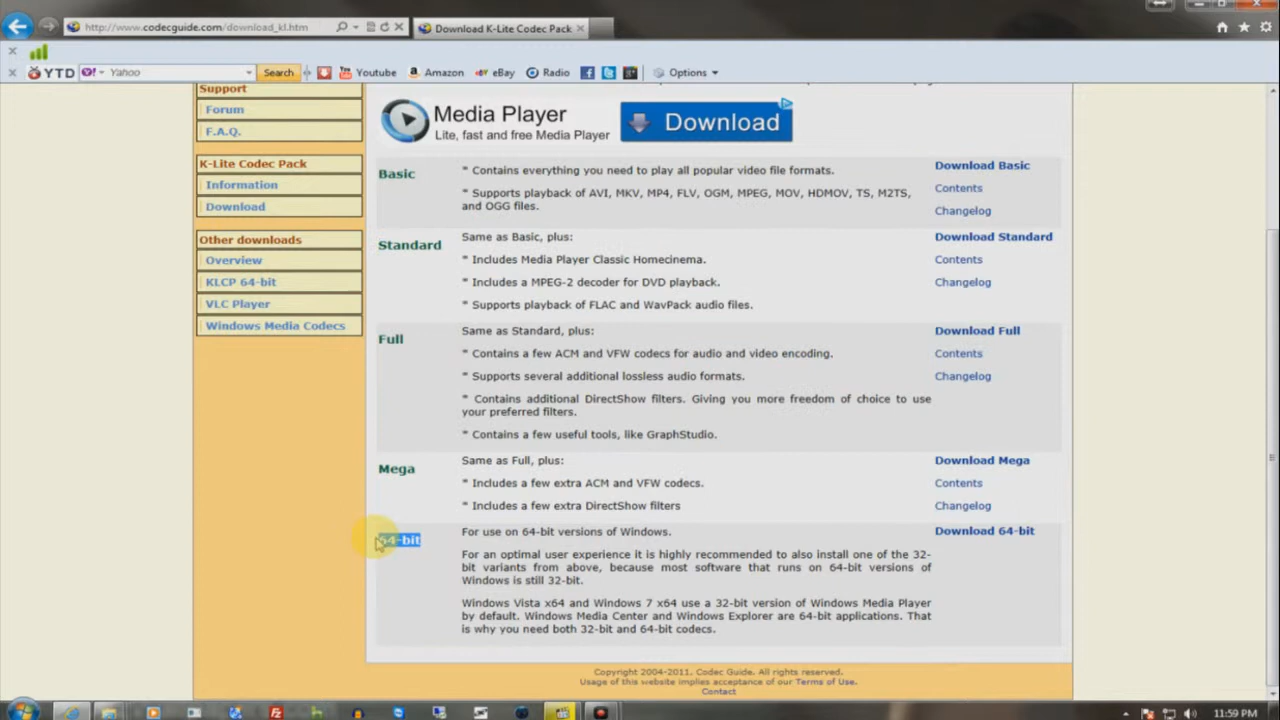 http://www.codecguide.com/download_kl.htm
Download K-Lite Codec Pack
YTD
Yahoo
Search
Youtube
Amazon
eBay
Radio
Options
Support
Forum
F.A.Q.
K-Lite Codec Pack
Information
Download
Other downloads
Overview
KLCP 64-bit
VLC Player
Windows Media Codecs
Media Player
Lite, fast and free Media Player
Download
Basic
* Contains everything you need to play all popular video file formats.
* Supports playback of AVI, MKV, MP4, FLV, OGM, MPEG, MOV, HDMOV, TS, M2TS,
and OGG files.
Download Basic
Contents
Changelog
Standard
Same as Basic, plus:
* Includes Media Player Classic Homecinema.
* Includes a MPEG-2 decoder for DVD playback.
* Supports playback of FLAC and WavPack audio files.
Download Standard
Contents
Changelog
Full
Same as Standard, plus:
* Contains a few ACM and VFW codecs for audio and video encoding.
* Supports several additional lossless audio formats.
* Contains additional DirectShow filters. Giving you more freedom of choice to use
your preferred filters.
* Contains a few useful tools, like GraphStudio.
Download Full
Contents
Changelog
Mega
Same as Full, plus:
* Includes a few extra ACM and VFW codecs.
* Includes a few extra DirectShow filters
Download Mega
Contents
Changelog
64-bit
For use on 64-bit versions of Windows.
For an optimal user experience it is highly recommended to also install one of the 32-
bit variants from above, because most software that runs on 64-bit versions of
Windows is still 32-bit.
Windows Vista x64 and Windows 7 x64 use a 32-bit version of Windows Media Player
by default. Windows Media Center and Windows Explorer are 64-bit applications. That
is why you need both 32-bit and 64-bit codecs.
Download 64-bit
Copyright 2004-2011. Codec Guide. All rights reserved.
Usage of this website implies acceptance of our Terms of Use.
Contact
11:59 PM